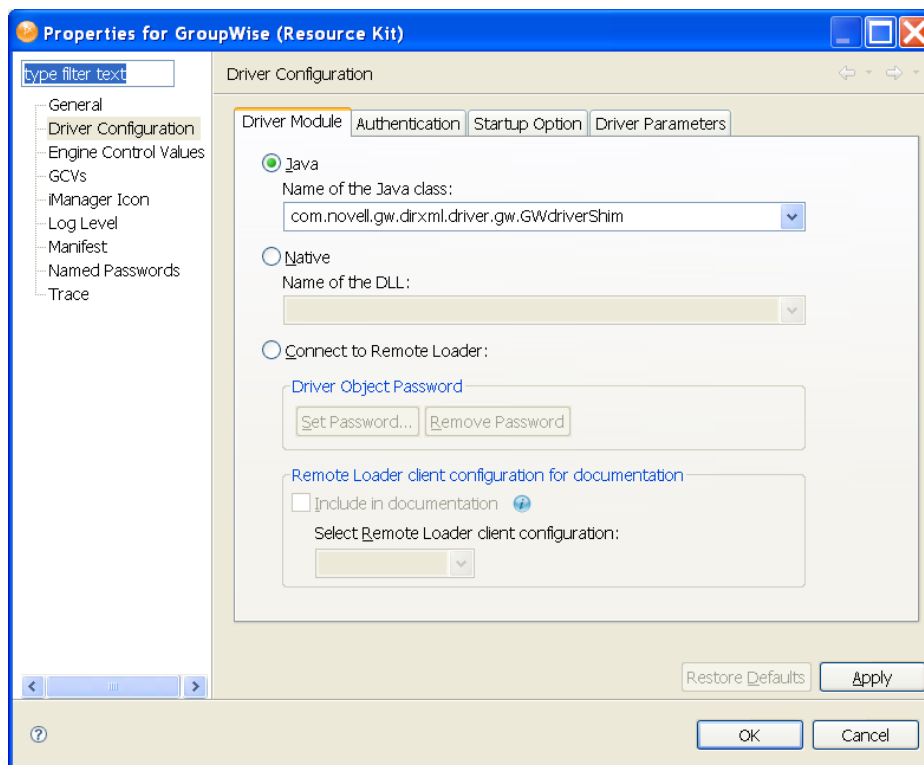 Properties for GroupWise (Resource Kit)
type filter text
General
Driver Configuration
Engine Control Values
GCVs
iManager Icon
Log Level
Manifest
Named Passwords
Trace
Driver Configuration
Driver Module
Authentication
Startup Option
Driver Parameters
Java
Name of the Java class:
com.novell.gw.dirxml.driver.gw.GWdriverShim
Native
Name of the DLL:
Connect to Remote Loader:
Driver Object Password
Set Password...
Remove Password
Remote Loader client configuration for documentation
Include in documentation
Select Remote Loader client configuration:
Restore Defaults
Apply
OK
Cancel